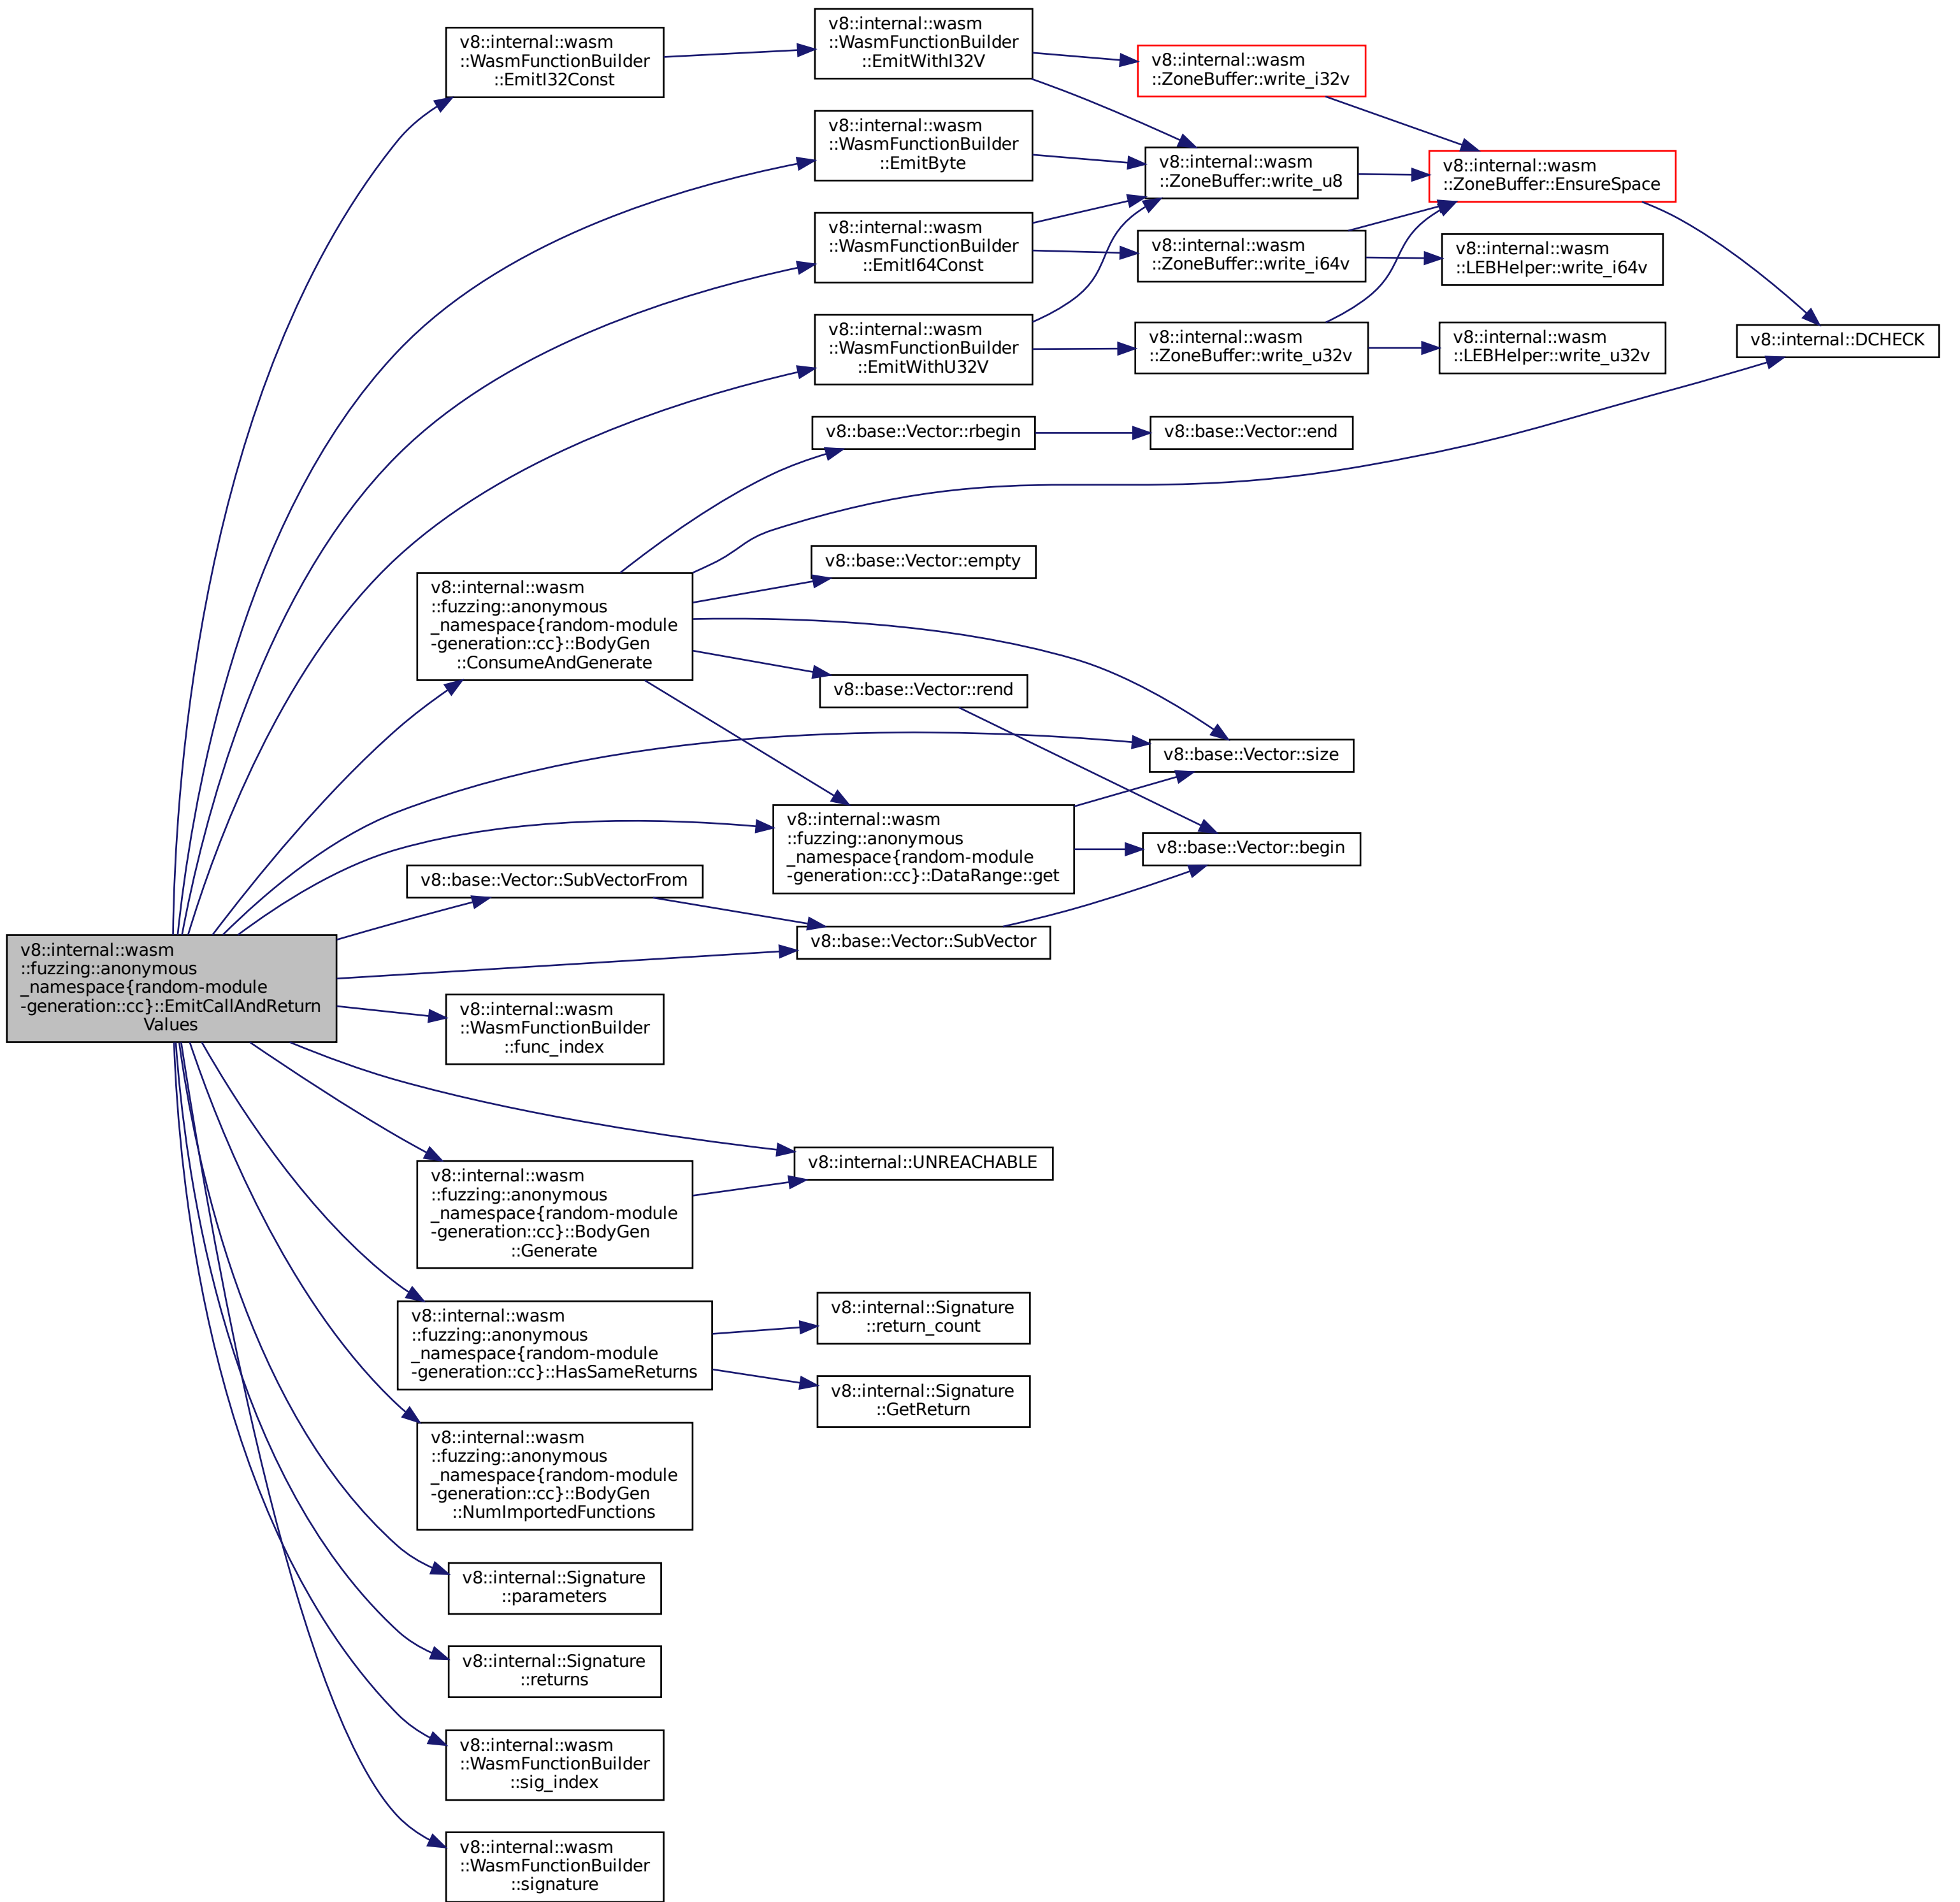 v8::internal::wasm
::fuzzing::anonymous
_namespace{random-module
-generation::cc}::EmitCallAndReturn
Values
v8::internal::wasm
::WasmFunctionBuilder
::EmitI32Const
v8::internal::wasm
::WasmFunctionBuilder
::EmitWithI32V
v8::internal::wasm
::ZoneBuffer::write_i32v
v8::internal::wasm
::WasmFunctionBuilder
::EmitByte
v8::internal::wasm
::ZoneBuffer::write_u8
v8::internal::wasm
::ZoneBuffer::EnsureSpace
v8::internal::wasm
::WasmFunctionBuilder
::EmitI64Const
v8::internal::wasm
::ZoneBuffer::write_i64v
v8::internal::wasm
::LEBHelper::write_i64v
v8::internal::wasm
::WasmFunctionBuilder
::EmitWithU32V
v8::internal::wasm
::ZoneBuffer::write_u32v
v8::internal::wasm
::LEBHelper::write_u32v
v8::internal::DCHECK
v8::base::Vector::rbegin
v8::base::Vector::end
v8::internal::wasm
::fuzzing::anonymous
_namespace{random-module
-generation::cc}::BodyGen
::ConsumeAndGenerate
v8::base::Vector::empty
v8::base::Vector::rend
v8::base::Vector::size
v8::internal::wasm
::fuzzing::anonymous
_namespace{random-module
-generation::cc}::DataRange::get
v8::base::Vector::begin
v8::base::Vector::SubVectorFrom
v8::base::Vector::SubVector
v8::internal::wasm
::WasmFunctionBuilder
::func_index
v8::internal::UNREACHABLE
v8::internal::wasm
::fuzzing::anonymous
_namespace{random-module
-generation::cc}::BodyGen
::Generate
v8::internal::wasm
::fuzzing::anonymous
_namespace{random-module
-generation::cc}::HasSameReturns
v8::internal::Signature
::return_count
v8::internal::Signature
::GetReturn
v8::internal::wasm
::fuzzing::anonymous
_namespace{random-module
-generation::cc}::BodyGen
::NumImportedFunctions
v8::internal::Signature
::parameters
v8::internal::Signature
::returns
v8::internal::wasm
::WasmFunctionBuilder
::sig_index
v8::internal::wasm
::WasmFunctionBuilder
::signature